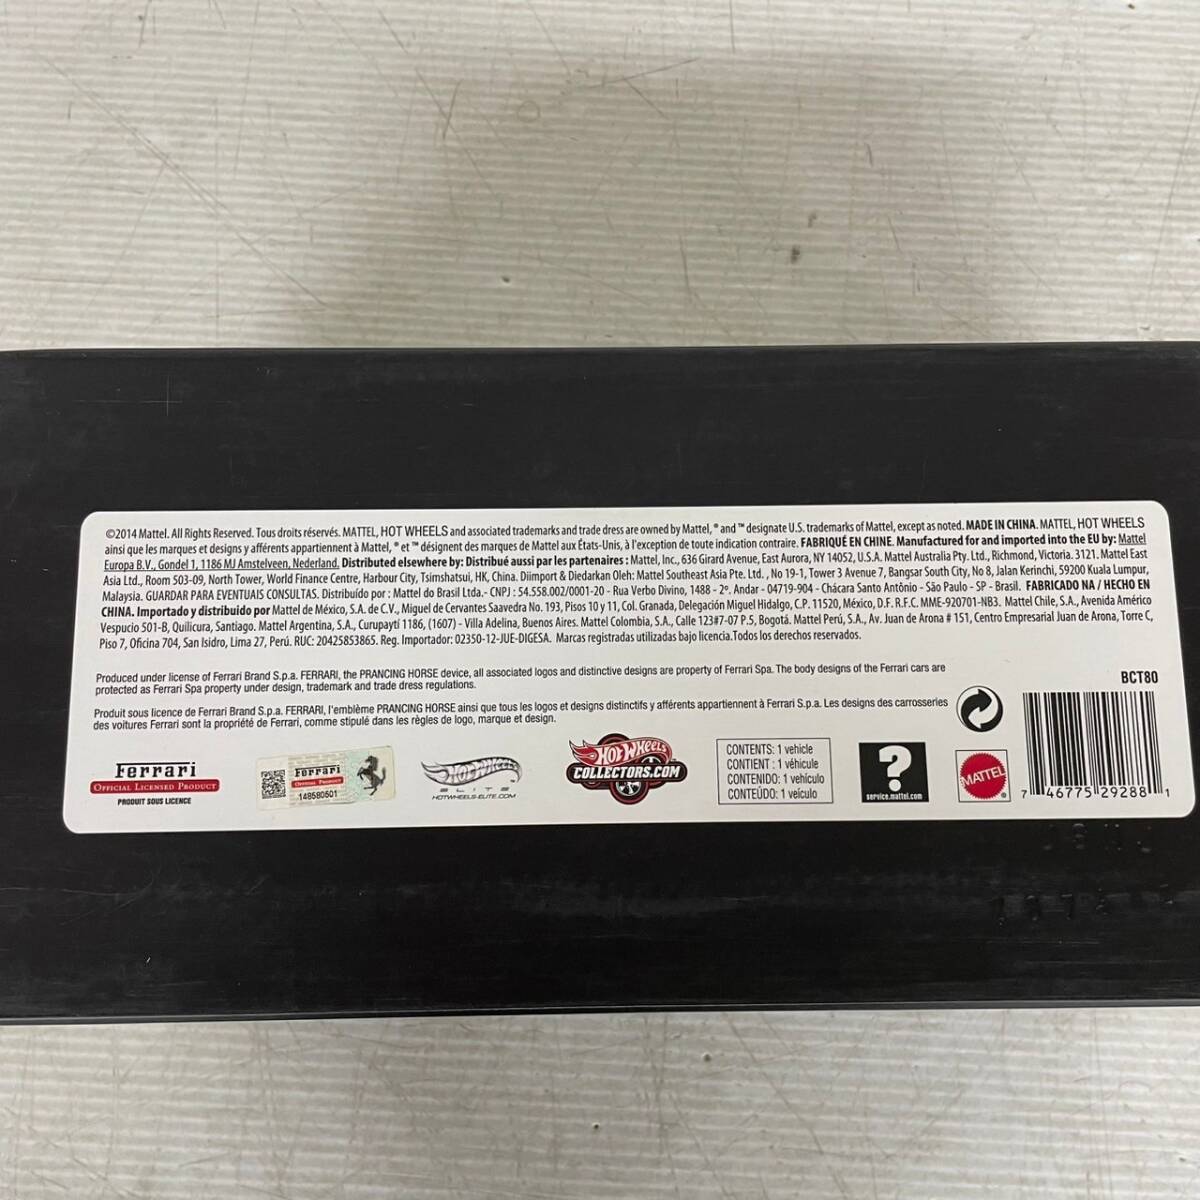 ©2014 Mattel. All Rights Reserved. Tous droits réservés. MATTEL, HOT WHEELS and associated trademarks and trade dress are owned by Mattel, ® and ™ designate U.S. trademarks of Mattel, except as noted. MADE IN CHINA. MATTEL, HOT WHEELS
ainsi que les marques et designs y afférents appartiennent à Mattel, ® et ™ désignent des marques de Mattel aux États-Unis, à l'exception de toute indication contraire. FABRIQUÉ EN CHINE. Manufactured for and imported into the EU by: Mattel
Europa B.V., Gondel 1, 1186 MJ Amstelveen, Nederland. Distributed elsewhere by: Distribué aussi par les partenaires : Mattel, Inc., 636 Girard Avenue, East Aurora, NY 14052, U.S.A. Mattel Australia Pty. Ltd., Richmond, Victoria. 3121. Mattel East
Asia Ltd., Room 503-09, North Tower, World Finance Centre, Harbour City, Tsimshatsui, HK, China. Diimport & Diedarkan Oleh: Mattel Southeast Asia Pte. Ltd. , No 19-1, Tower 3 Avenue 7, Bangsar South City, No 8, Jalan Kerinchi, 59200 Kuala Lumpur,
Malaysia. GUARDAR PARA EVENTUAIS CONSULTAS. Distribuído por : Mattel do Brasil Ltda.- CNPJ : 54.558.002/0001-20 - Rua Verbo Divino, 1488 - 2º. Andar - 04719-904 - Chácara Santo Antônio - São Paulo - SP - Brasil. FABRICADO NA / HECHO EN
CHINA. Importado y distribuido por Mattel de México, S.A. de C.V., Miguel de Cervantes Saavedra No. 193, Pisos 10 y 11, Col. Granada, Delegación Miguel Hidalgo, C.P. 11520, México, D.F. R.F.C. MME-920701-NB3. Mattel Chile, S.A., Avenida Américo
Vespucio 501-B, Quilicura, Santiago. Mattel Argentina, S.A., Curupaytí 1186, (1607) - Villa Adelina, Buenos Aires. Mattel Colombia, S.A., Calle 123#7-07 P.5, Bogotá. Mattel Perú, S.A., Av. Juan de Arona # 151, Centro Empresarial Juan de Arona, Torre C,
Piso 7, Oficina 704, San Isidro, Lima 27, Perú. RUC: 20425853865. Reg. Importador: 02350-12-JUE-DIGESA. Marcas registradas utilizadas bajo licencia.Todos los derechos reservados.
Produced under license of Ferrari Brand S.p.a. FERRARI, the PRANCING HORSE device, all associated logos and distinctive designs are property of Ferrari Spa. The body designs of the Ferrari cars are
protected as Ferrari Spa property under design, trademark and trade dress regulations.
BCT80
Produit sous licence de Ferrari Brand S.p.a. FERRARI, l'emblème PRANCING HORSE ainsi que tous les logos et designs distinctifs y afférents appartiennent à Ferrari S.p.a. Les designs des carrosseries
des voitures Ferrari sont la propriété de Ferrari, comme stipulé dans les règles de logo, marque et design.
Ferrari
OFFICIAL LICENSED PRODUCT
PRODUIT SOUS LICENCE
Ferrari
OFFICIAL PRODUCT
148580501
Hot Wheels
ELITE
HOTWHEELS-ELITE.COM
Hot Wheels
COLLECTORS.COM
CONTENTS: 1 vehicle
CONTIENT : 1 véhicule
CONTENIDO: 1 vehículo
CONTEÚDO: 1 veículo
?
service.mattel.com
MATTEL
7 46775 29288 1